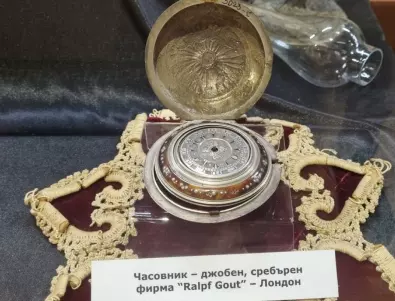 Часовник – джобен, сребърен
фирма “Ralpf Gout” – Лондон